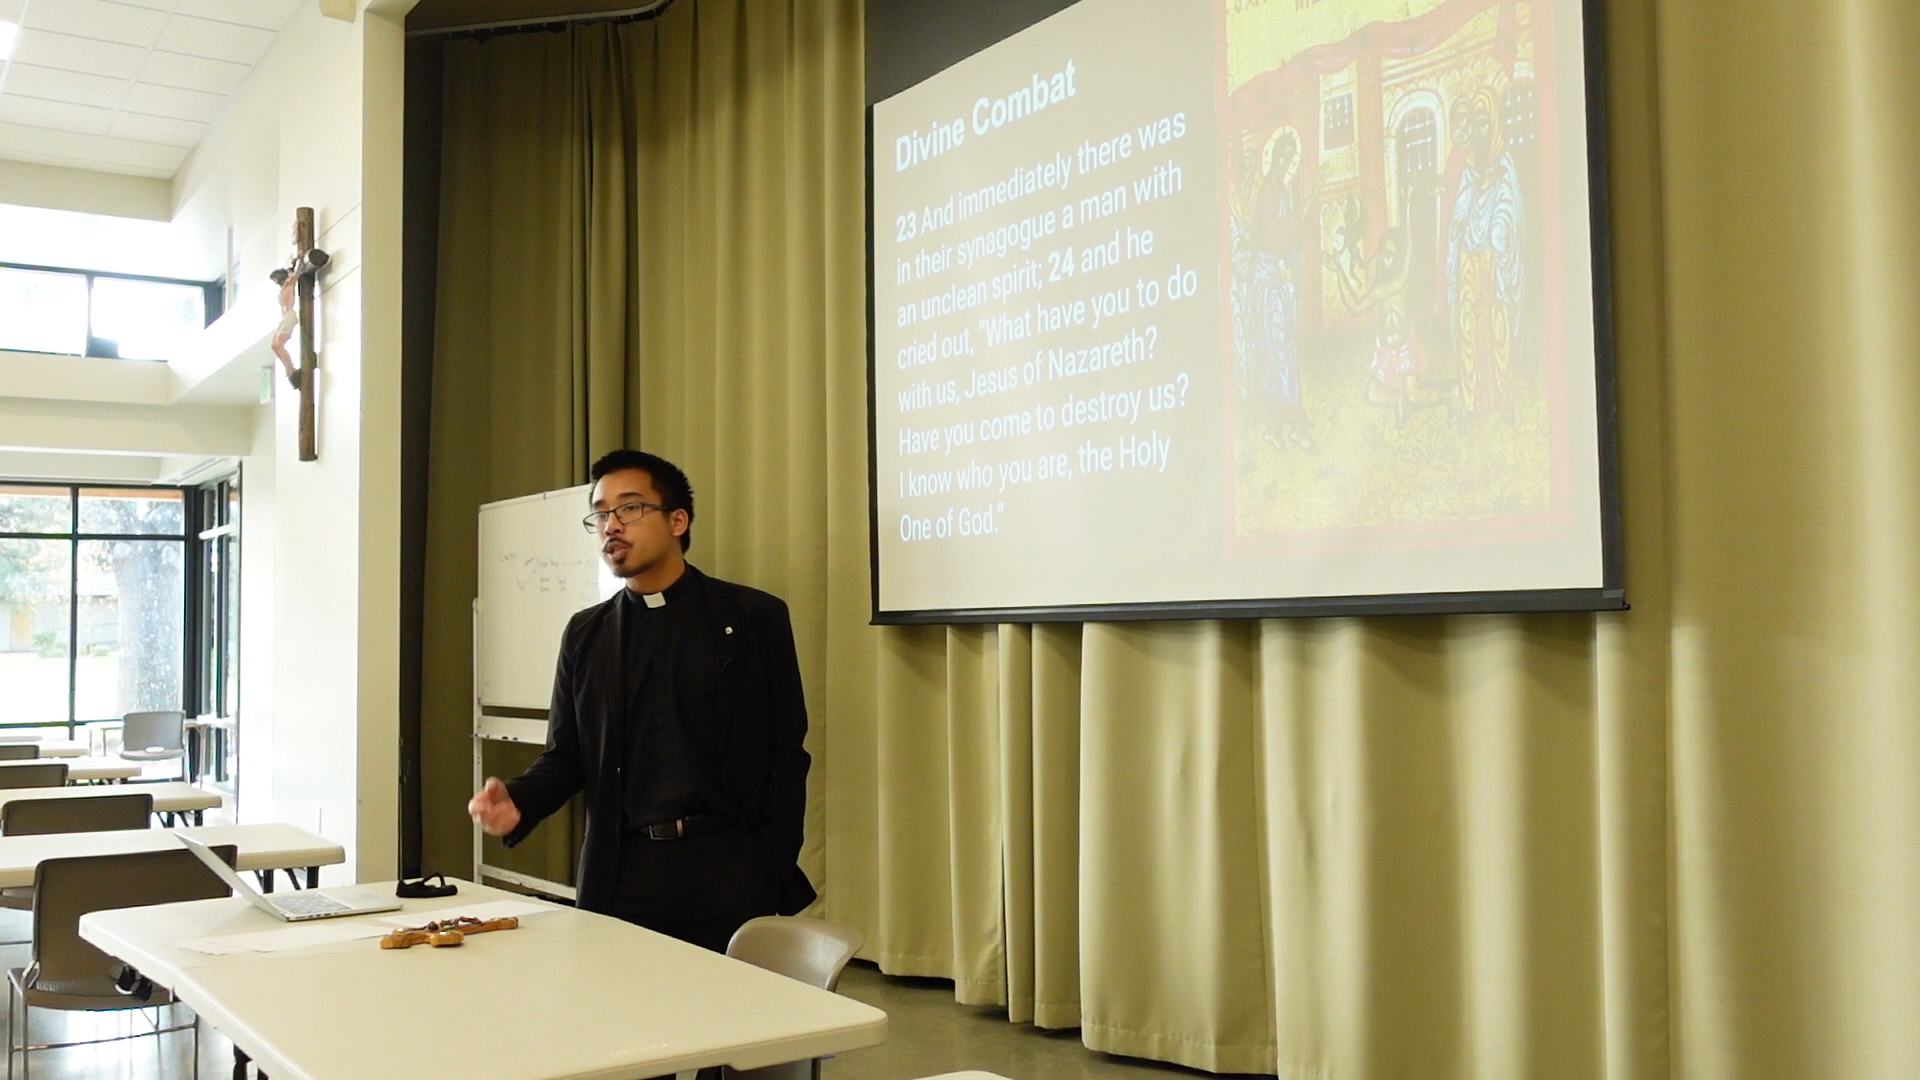 Divine Combat
23 And immediately there was
in their synagogue a man with
an unclean spirit; 24 and he
cried out, “What have you to do
with us, Jesus of Nazareth?
Have you come to destroy us?
I know who you are, the Holy
One of God.”